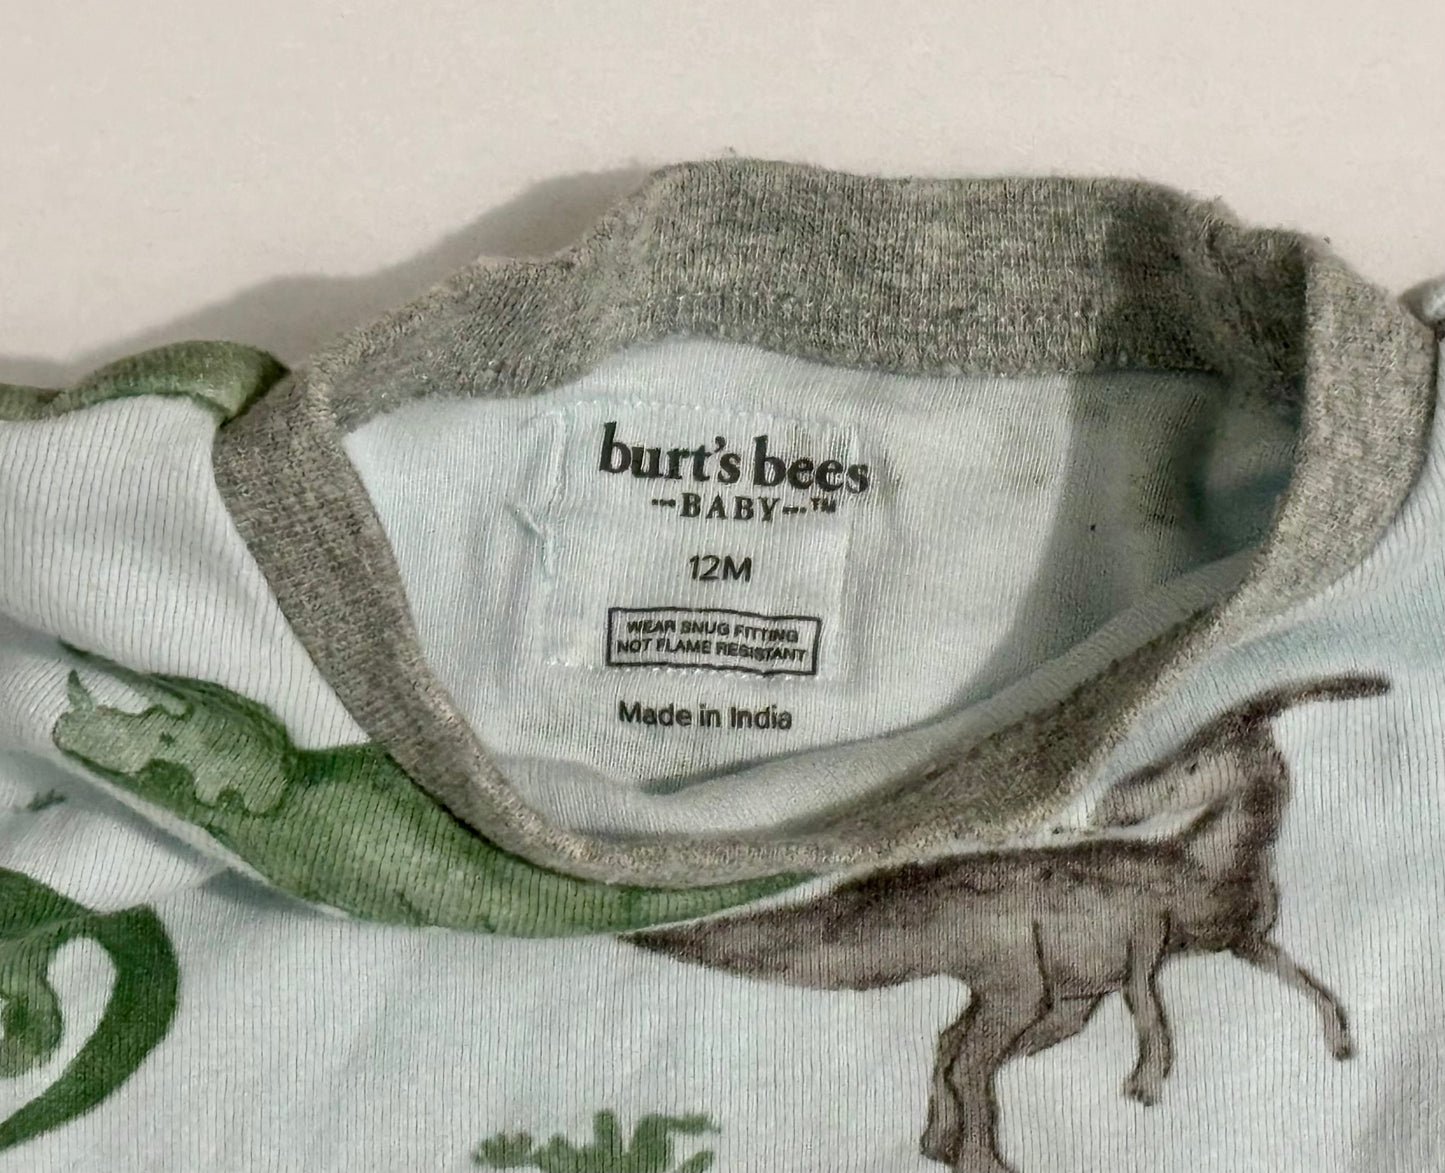 burt's bees
---BABY---™
12M
WEAR SNUG FITTING
NOT FLAME RESISTANT
Made in India